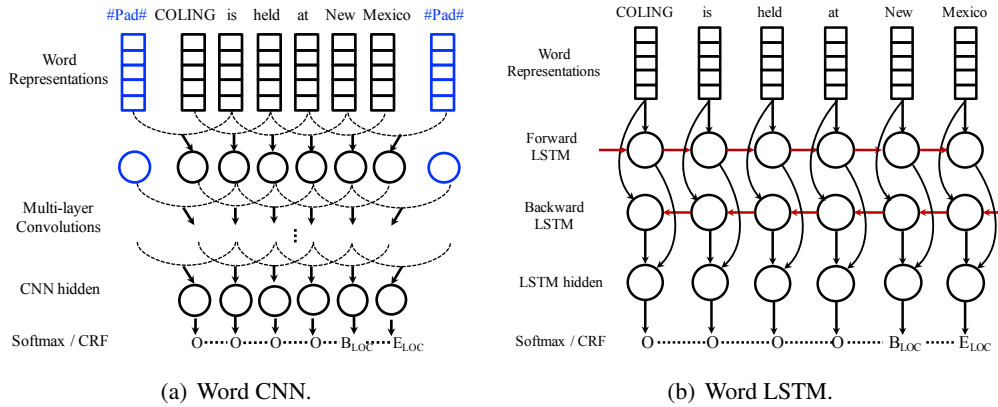 #Pad# COLING is held at New Mexico #Pad#
Word
Representations
Multi-layer
Convolutions
CNN hidden
Softmax / CRF
O O O O B_LOC E_LOC
(a) Word CNN.
COLING is held at New Mexico
Word
Representations
Forward
LSTM
Backward
LSTM
LSTM hidden
Softmax / CRF
O O O O B_LOC E_LOC
(b) Word LSTM.